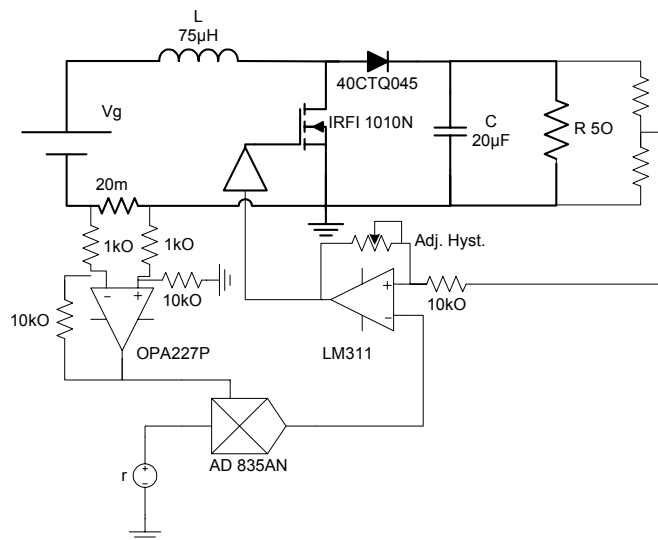 L
75µH
40CTQ045
Vg
IRFI 1010N
C
20µF
R 5O
20m
1kO
1kO
Adj. Hyst.
−
+
10kO
+
10kO
10kO
−
OPA227P
LM311
AD 835AN
r
+
−